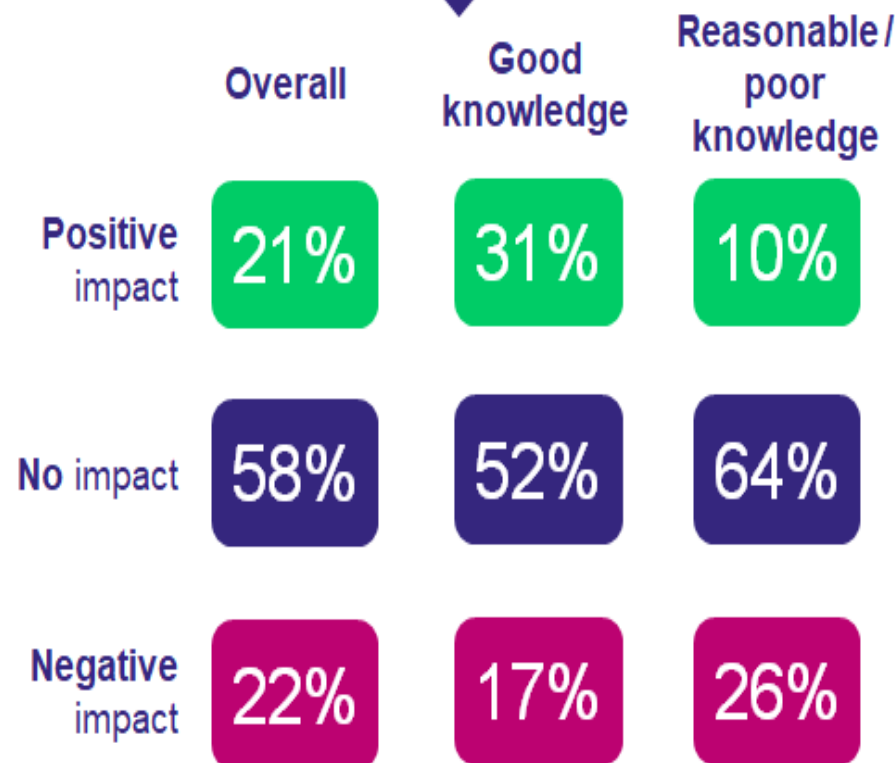 Overall
Good
knowledge
Reasonable/
poor
knowledge
Positive
impact
21%
31%
10%
No impact
58%
52%
64%
Negative
impact
22%
17%
26%